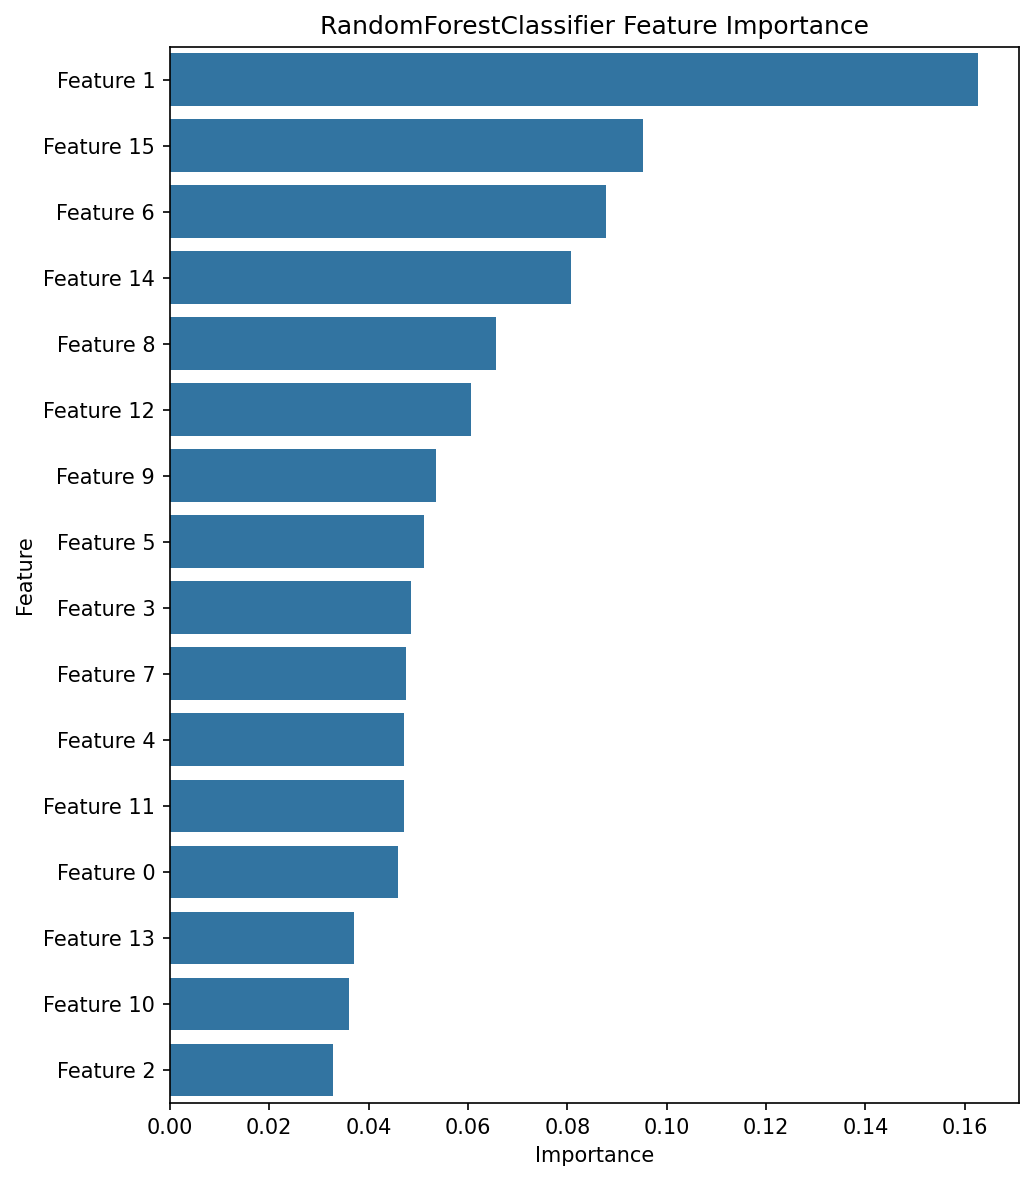 RandomForestClassifier Feature Importance
Feature 1
Feature 15
Feature 6
Feature 14
Feature 8
Feature 12
Feature 9
Feature 5
Feature 3
Feature 7
Feature 4
Feature 11
Feature 0
Feature 13
Feature 10
Feature 2
Feature
0.00 0.02 0.04 0.06 0.08 0.10 0.12 0.14 0.16
Importance